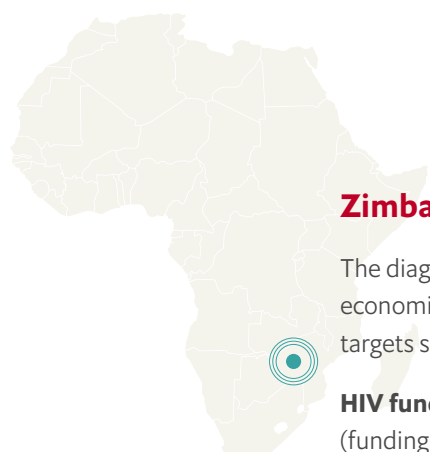 Zimba
The diag
economi
targets s
HIV fun
(funding